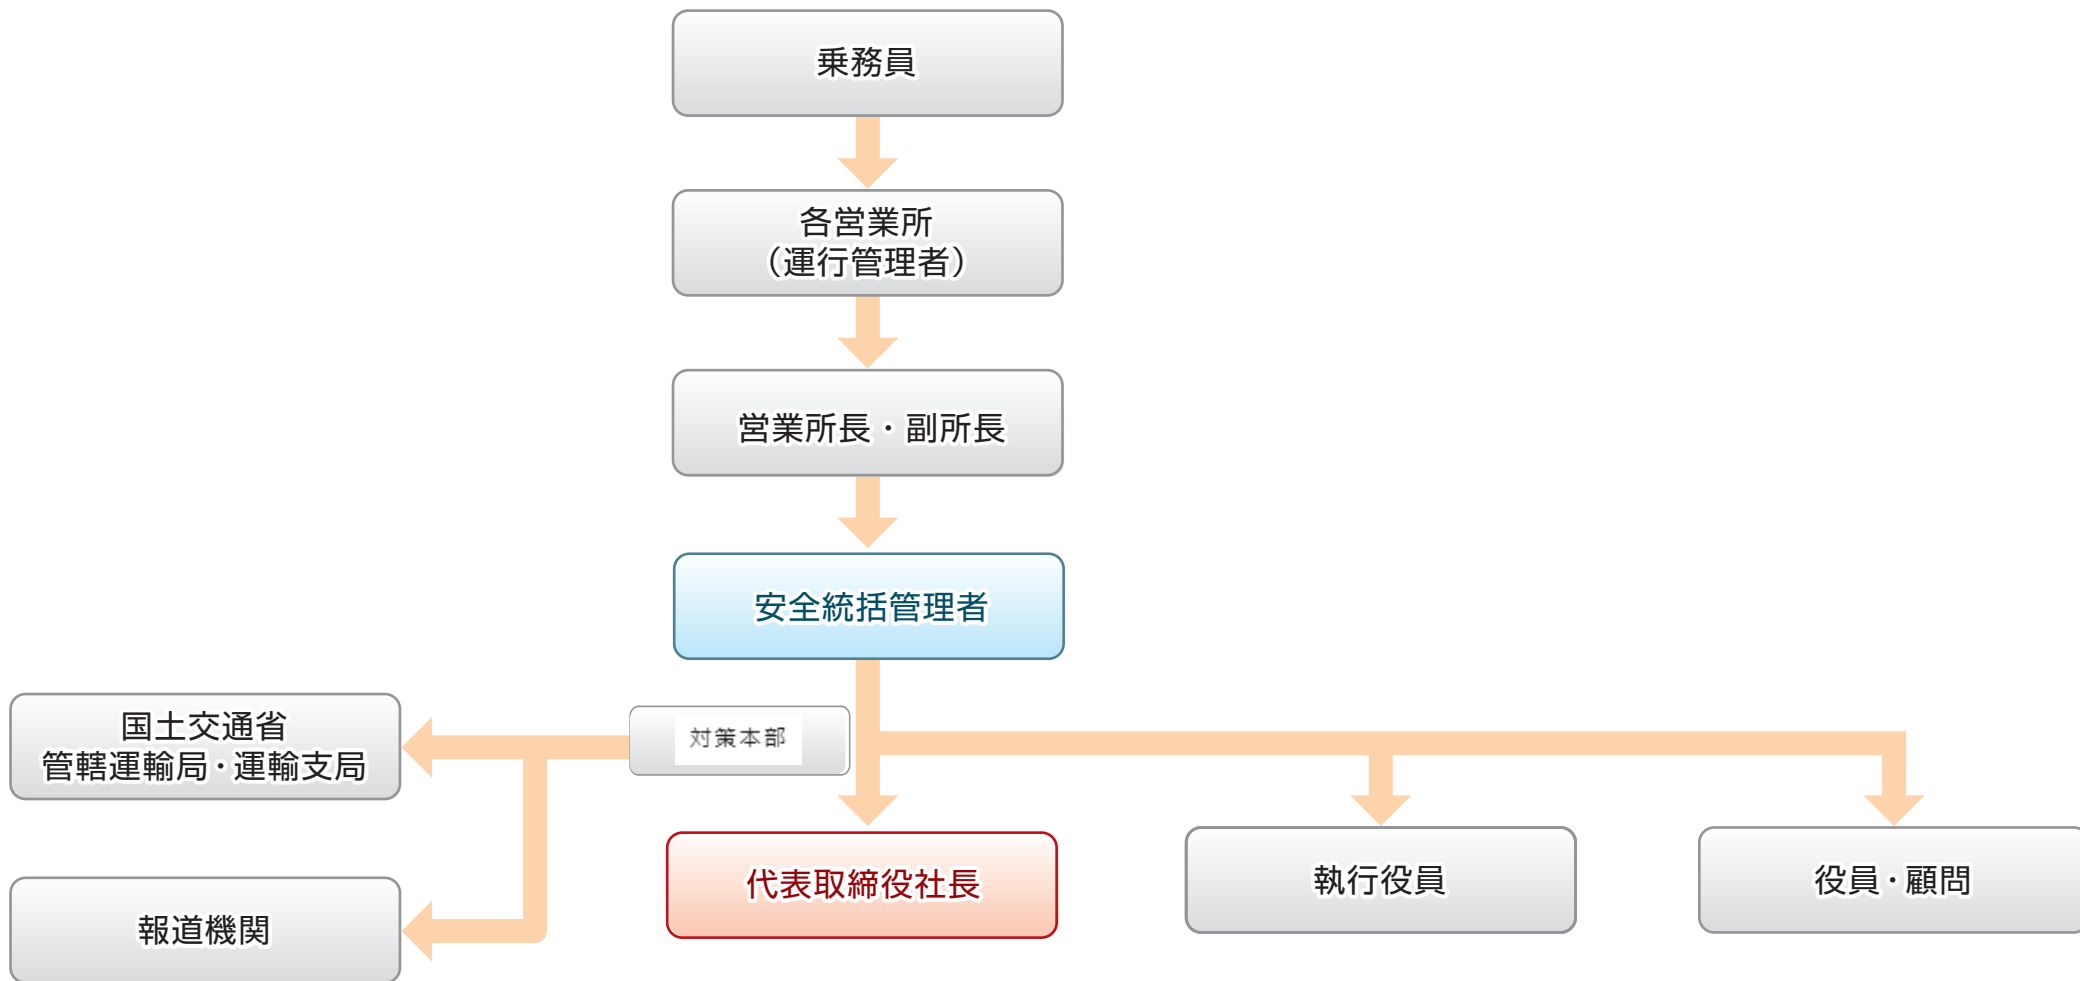 乗務員
各営業所
（運行管理者）
営業所長・副所長
安全統括管理者
対策本部
国土交通省
管轄運輸局・運輸支局
報道機関
代表取締役社長
執行役員
役員・顧問